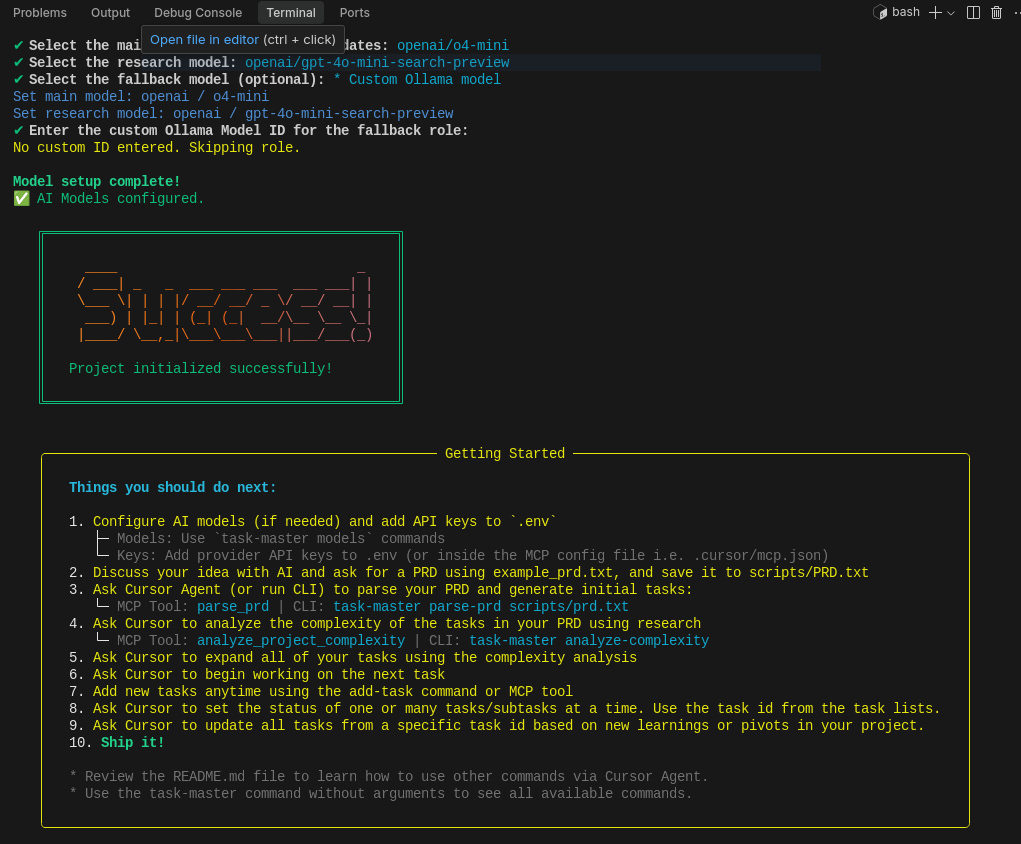 Problems Output Debug Console Terminal Ports bash
Open file in editor (ctrl + click)
✔ Select the mai dates: openai/o4-mini
✔ Select the research model: openai/gpt-4o-mini-search-preview
✔ Select the fallback model (optional): * Custom Ollama model
Set main model: openai / o4-mini
Set research model: openai / gpt-4o-mini-search-preview
✔ Enter the custom Ollama Model ID for the fallback role:
No custom ID entered. Skipping role.
Model setup complete!
✅ AI Models configured.
Success!
Project initialized successfully!
Getting Started
Things you should do next:
1. Configure AI models (if needed) and add API keys to `.env`
├─ Models: Use `task-master models` commands
└─ Keys: Add provider API keys to .env (or inside the MCP config file i.e. .cursor/mcp.json)
2. Discuss your idea with AI and ask for a PRD using example_prd.txt, and save it to scripts/PRD.txt
3. Ask Cursor Agent (or run CLI) to parse your PRD and generate initial tasks:
└─ MCP Tool: parse_prd | CLI: task-master parse-prd scripts/prd.txt
4. Ask Cursor to analyze the complexity of the tasks in your PRD using research
└─ MCP Tool: analyze_project_complexity | CLI: task-master analyze-complexity
5. Ask Cursor to expand all of your tasks using the complexity analysis
6. Ask Cursor to begin working on the next task
7. Add new tasks anytime using the add-task command or MCP tool
8. Ask Cursor to set the status of one or many tasks/subtasks at a time. Use the task id from the task lists.
9. Ask Cursor to update all tasks from a specific task id based on new learnings or pivots in your project.
10. Ship it!
* Review the README.md file to learn how to use other commands via Cursor Agent.
* Use the task-master command without arguments to see all available commands.